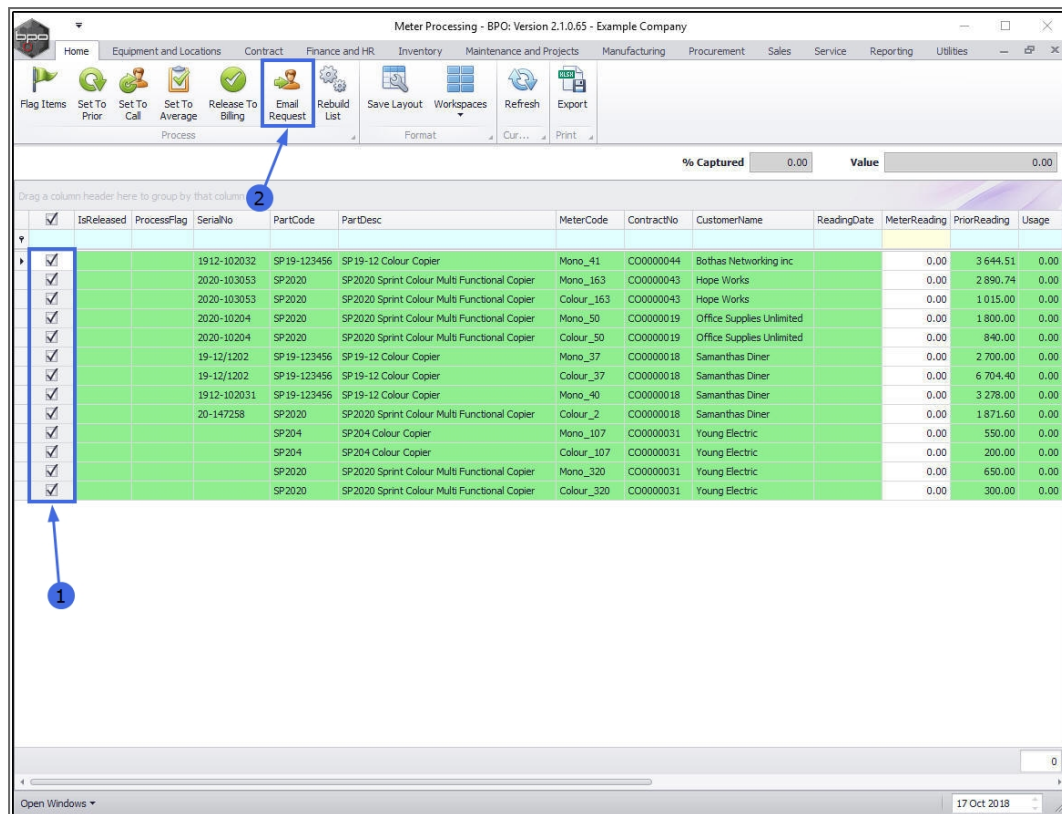 bpo
Meter Processing - BPO: Version 2.1.0.65 - Example Company
Home Equipment and Locations Contract Finance and HR Inventory Maintenance and Projects Manufacturing Procurement Sales Service Reporting Utilities
Flag Items Set To Prior Set To Call Set To Average Release To Billing Email Request Rebuild List Save Layout Workspaces Refresh Export
Process Format Cur... Print
% Captured 0.00 Value 0.00
Drag a column header here to group by that column
2
IsReleased ProcessFlag SerialNo PartCode PartDesc MeterCode ContractNo CustomerName ReadingDate MeterReading PriorReading Usage
1912-102032 SP19-123456 SP19-12 Colour Copier Mono_41 CO0000044 Bothas Networking inc 0.00 3 644.51 0.00
2020-103053 SP2020 SP2020 Sprint Colour Multi Functional Copier Mono_163 CO0000043 Hope Works 0.00 2 890.74 0.00
2020-103053 SP2020 SP2020 Sprint Colour Multi Functional Copier Colour_163 CO0000043 Hope Works 0.00 1 015.00 0.00
2020-10204 SP2020 SP2020 Sprint Colour Multi Functional Copier Mono_50 CO0000019 Office Supplies Unlimited 0.00 1 800.00 0.00
2020-10204 SP2020 SP2020 Sprint Colour Multi Functional Copier Colour_50 CO0000019 Office Supplies Unlimited 0.00 840.00 0.00
19-12/1202 SP19-123456 SP19-12 Colour Copier Mono_37 CO0000018 Samanthas Diner 0.00 2 700.00 0.00
19-12/1202 SP19-123456 SP19-12 Colour Copier Colour_37 CO0000018 Samanthas Diner 0.00 6 704.40 0.00
1912-102031 SP19-123456 SP19-12 Colour Copier Mono_40 CO0000018 Samanthas Diner 0.00 3 278.00 0.00
20-147258 SP2020 SP2020 Sprint Colour Multi Functional Copier Colour_2 CO0000018 Samanthas Diner 0.00 1 871.60 0.00
SP204 SP204 Colour Copier Mono_107 CO0000031 Young Electric 0.00 550.00 0.00
SP204 SP204 Colour Copier Colour_107 CO0000031 Young Electric 0.00 200.00 0.00
SP2020 SP2020 Sprint Colour Multi Functional Copier Mono_320 CO0000031 Young Electric 0.00 650.00 0.00
SP2020 SP2020 Sprint Colour Multi Functional Copier Colour_320 CO0000031 Young Electric 0.00 300.00 0.00
1
0
Open Windows 17 Oct 2018